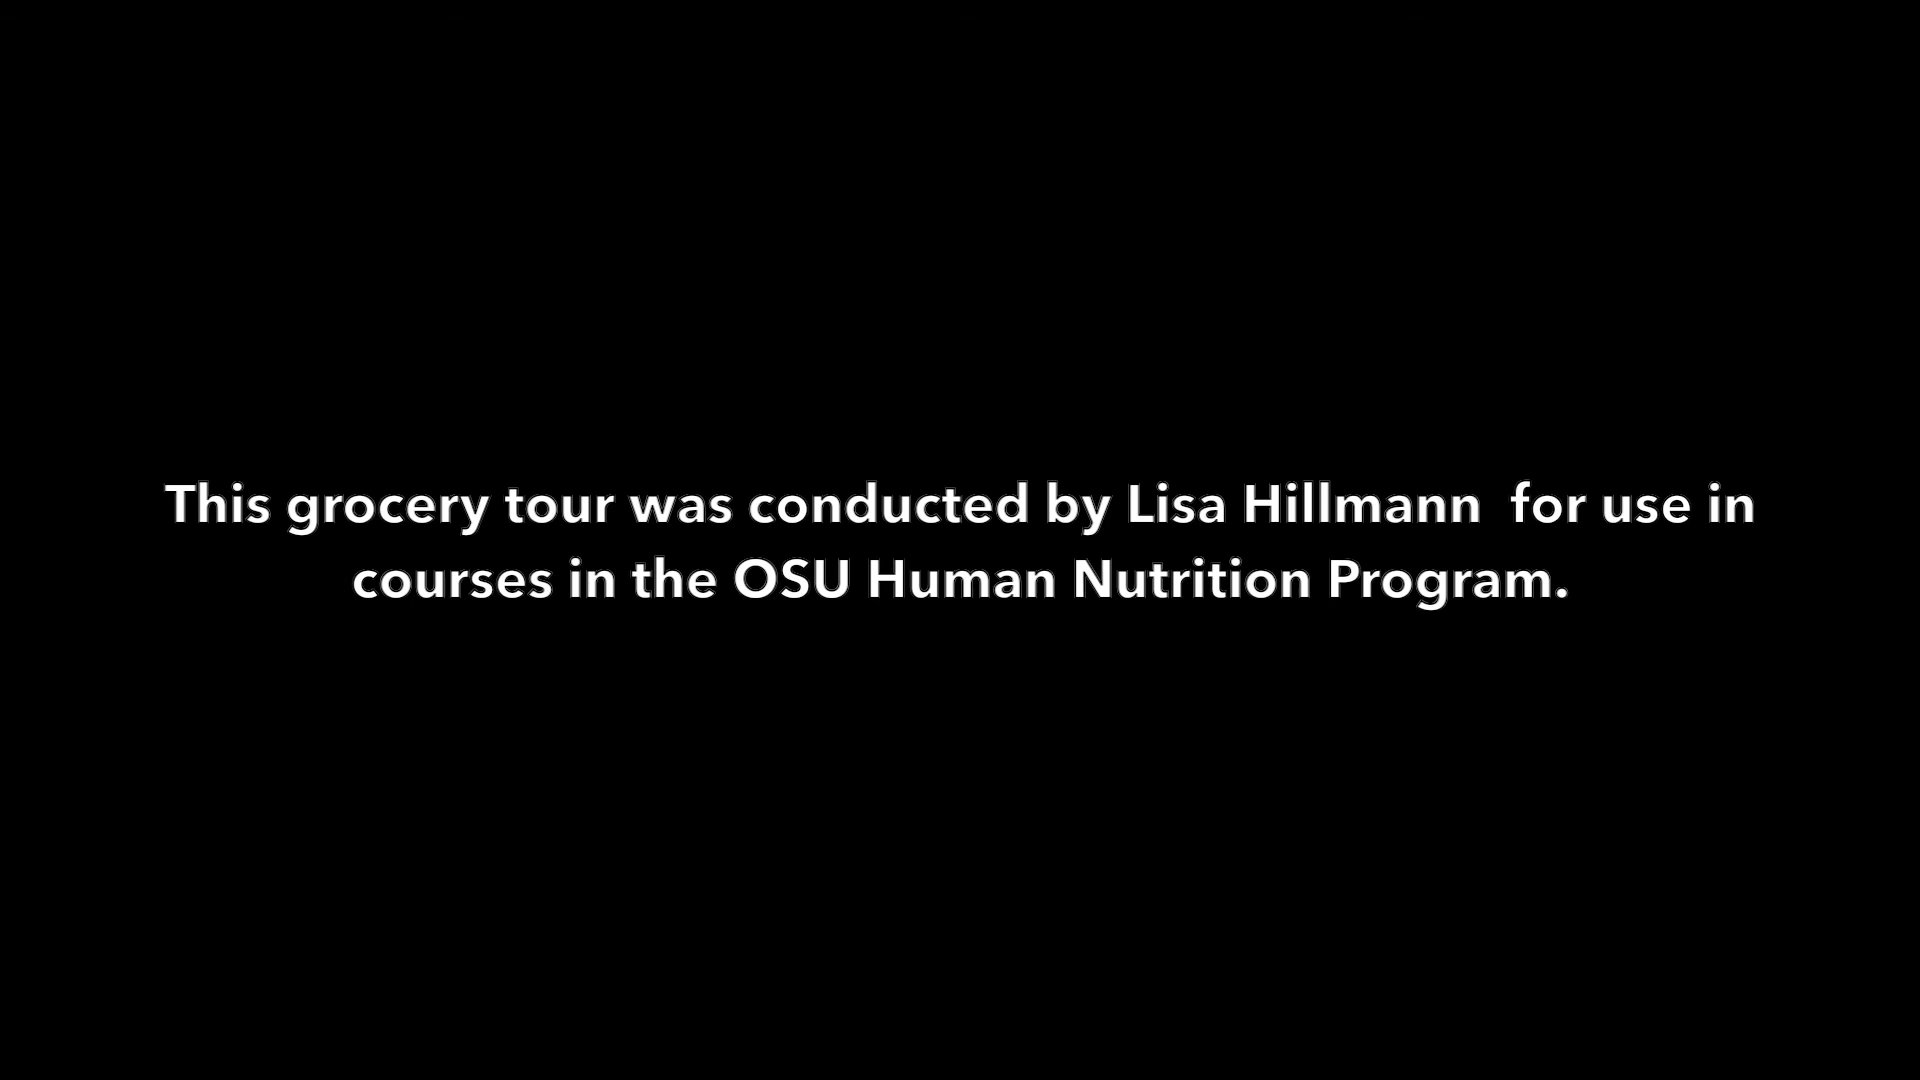 This grocery tour was conducted by Lisa Hillmann  for use in
courses in the OSU Human Nutrition Program.